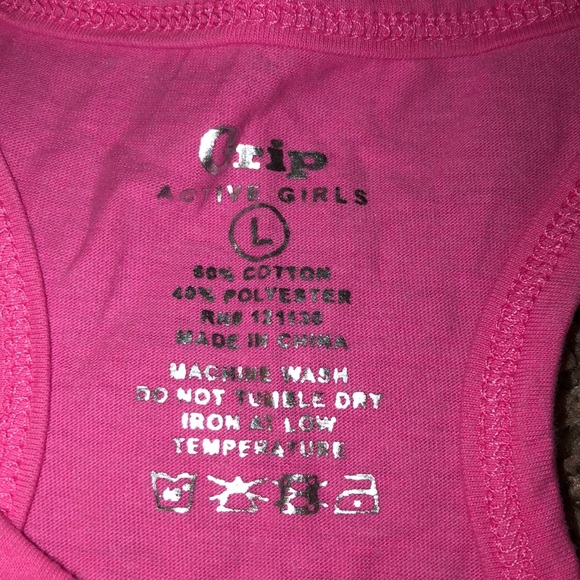 Grip
ACTIVE GIRLS
L
60% COTTON
40% POLYESTER
RN# 121136
MADE IN CHINA
MACHINE WASH
DO NOT TUMBLE DRY
IRON AT LOW
TEMPERATURE